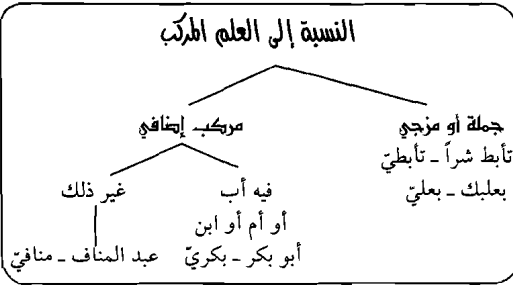 النسبة إلى العلم المركب
جملة أو مزجي
مركب إضافي
تأبط شراً ـ تأبطيّ
بعلبك ـ بعليّ
فيه أب
غير ذلك
أو أم أو ابن
أبو بكر ـ بكريّ
عبد المناف ـ منافيّ